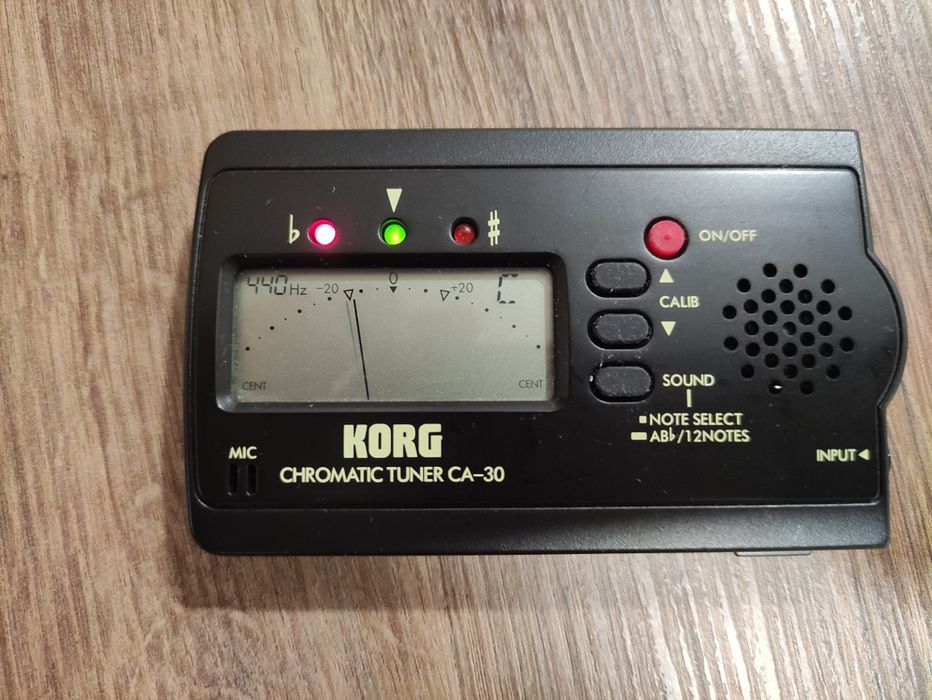 ♭ ♯
ON/OFF
440Hz -20 0 +20 C
▲
CALIB
▼
CENT CENT
SOUND
NOTE SELECT
AB♭/12NOTES
KORG
MIC
INPUT◀
CHROMATIC TUNER CA-30